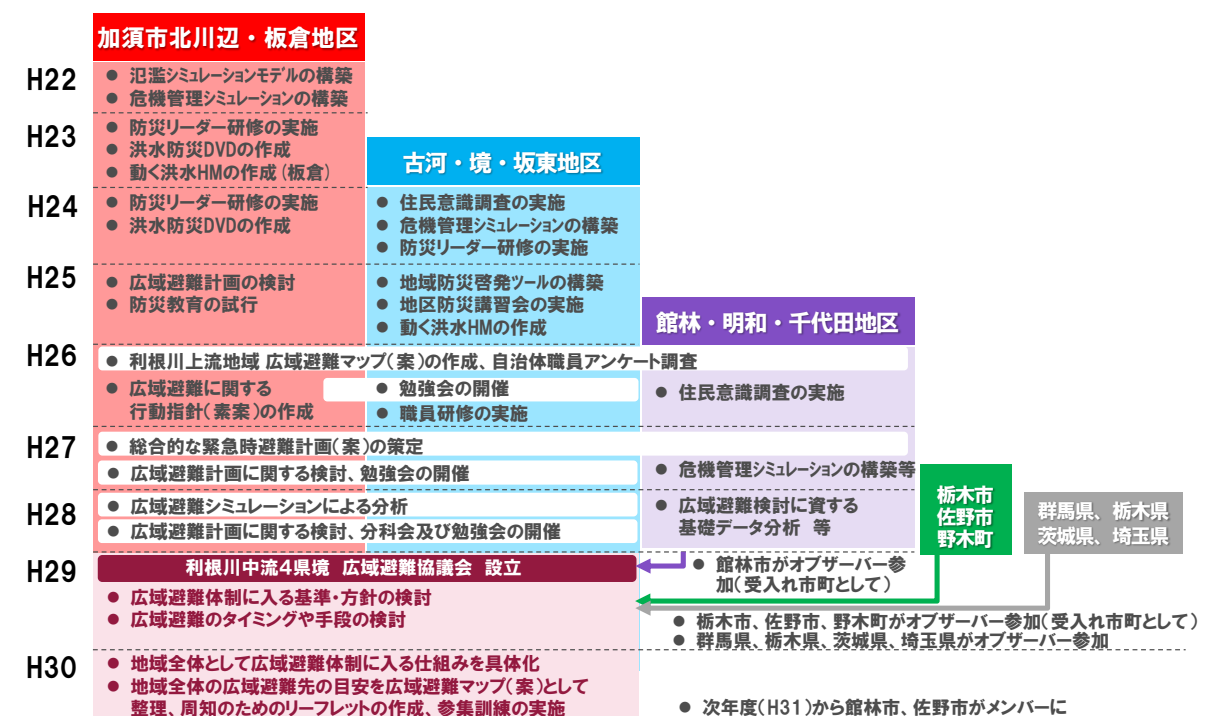 加須市北川辺・板倉地区
H22
● 氾濫シミュレーションモデルの構築
● 危機管理シミュレーションの構築
H23
● 防災リーダー研修の実施
● 洪水防災DVDの作成
● 動く洪水HMの作成（板倉）
古河・境・坂東地区
H24
● 防災リーダー研修の実施
● 洪水防災DVDの作成
● 住民意識調査の実施
● 危機管理シミュレーションの構築
● 防災リーダー研修の実施
H25
● 広域避難計画の検討
● 防災教育の試行
● 地域防災啓発ツールの構築
● 地区防災講習会の実施
● 動く洪水HMの作成
館林・明和・千代田地区
H26
● 利根川上流地域 広域避難マップ（案）の作成、自治体職員アンケート調査
● 広域避難に関する
行動指針（素案）の作成
● 勉強会の開催
● 職員研修の実施
● 住民意識調査の実施
H27
● 総合的な緊急時避難計画（案）の策定
● 広域避難計画に関する検討、勉強会の開催
● 危機管理シミュレーションの構築等
H28
● 広域避難シミュレーションによる分析
● 広域避難計画に関する検討、分科会及び勉強会の開催
● 広域避難検討に資する
基礎データ分析 等
栃木市
佐野市
野木町
群馬県、栃木県
茨城県、埼玉県
H29
利根川中流4県境 広域避難協議会 設立
● 広域避難体制に入る基準・方針の検討
● 広域避難のタイミングや手段の検討
● 館林市がオブザーバー参
加（受入れ市町として）
● 栃木市、佐野市、野木町がオブザーバー参加（受入れ市町として）
● 群馬県、栃木県、茨城県、埼玉県がオブザーバー参加
H30
● 地域全体として広域避難体制に入る仕組みを具体化
● 地域全体の広域避難先の目安を広域避難マップ（案）として
整理、周知のためのリーフレットの作成、参集訓練の実施
● 次年度（H31）から館林市、佐野市がメンバーに